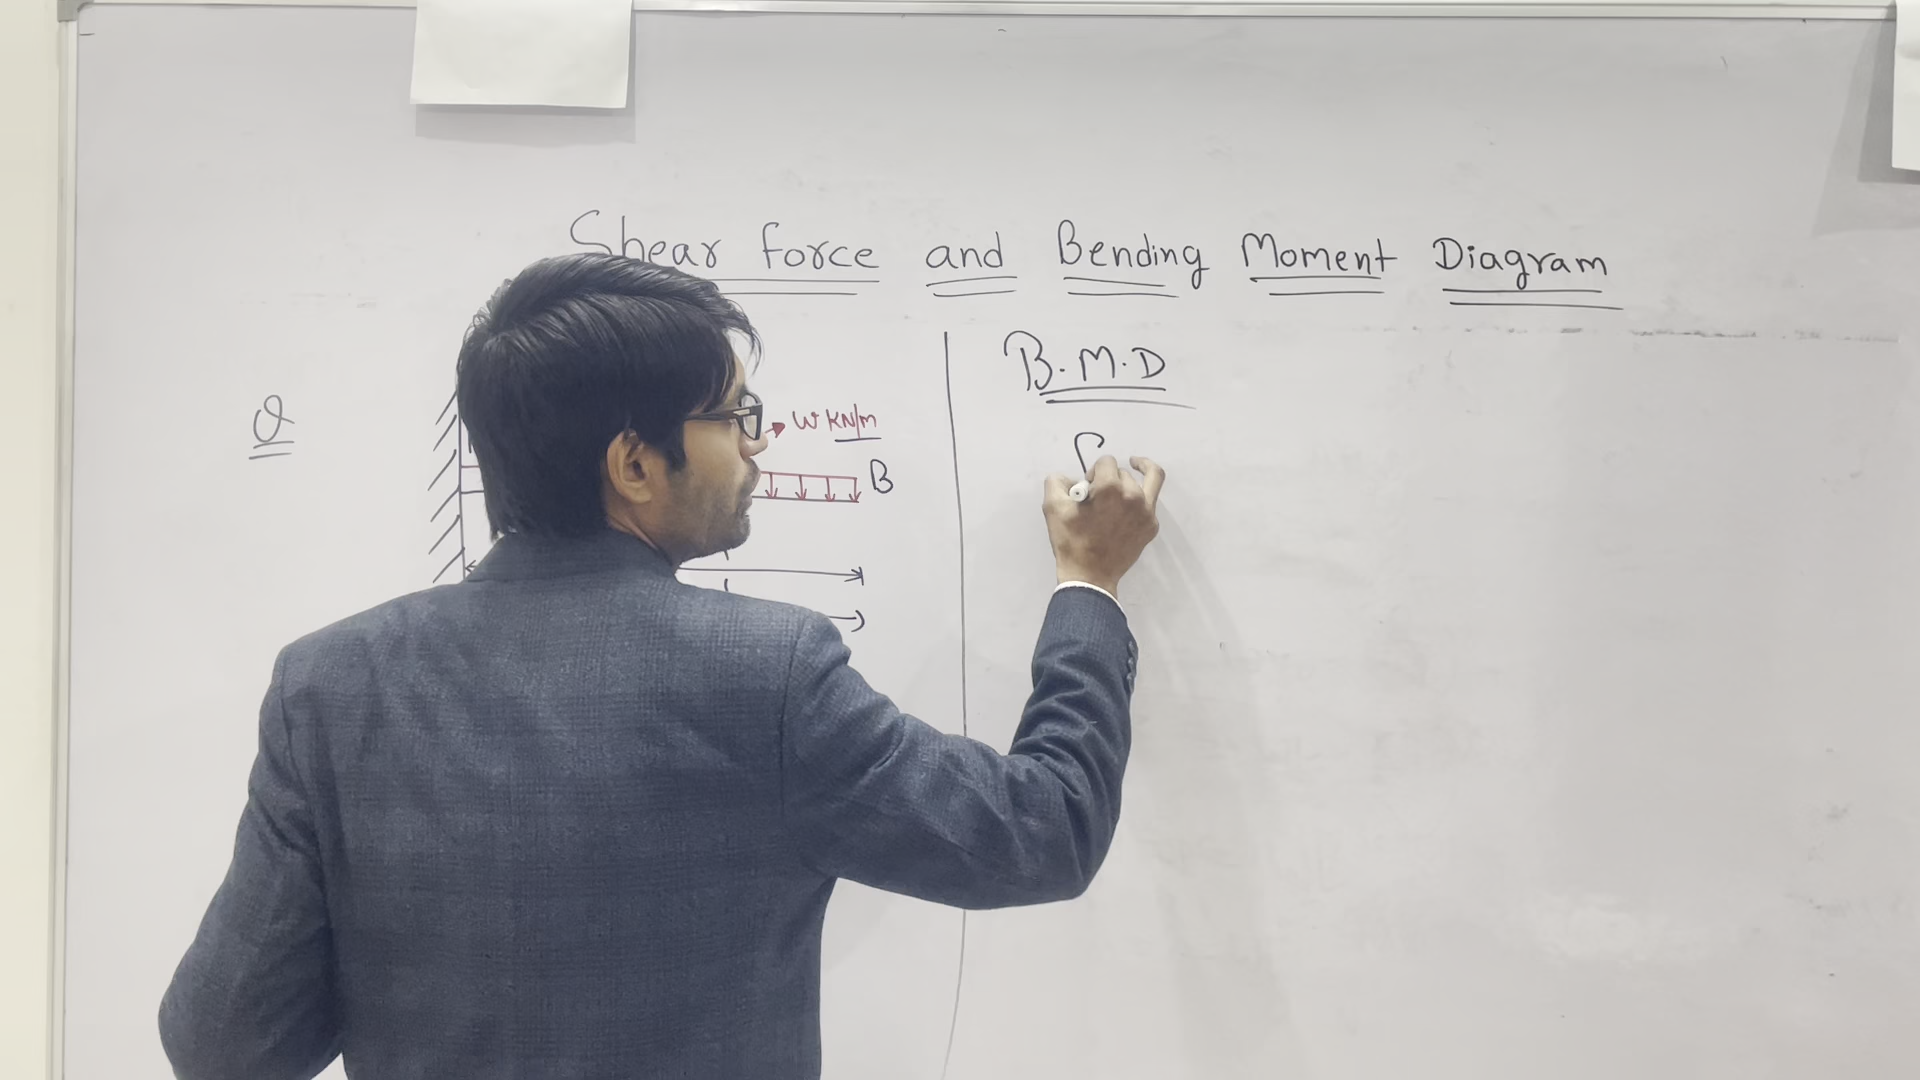 Shear force and Bending Moment Diagram
Q
w KN/m
B
B.M.D